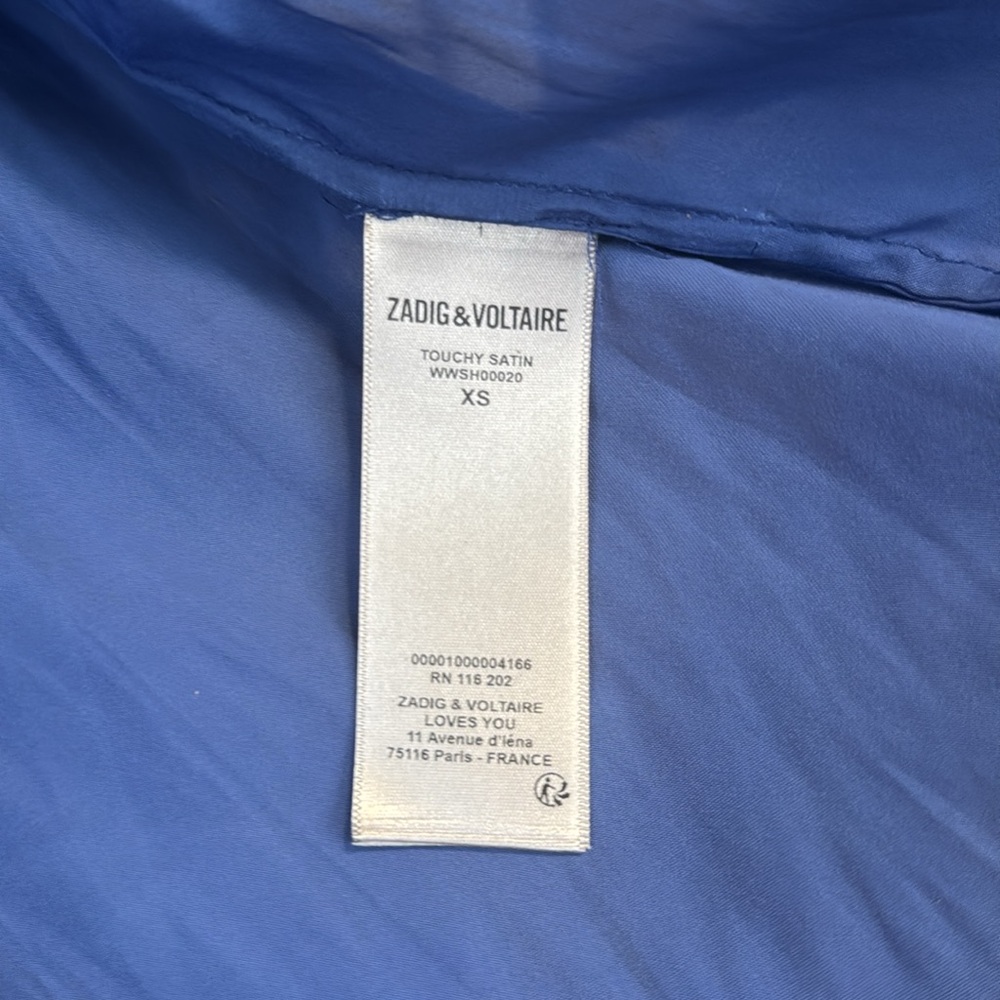 ZADIG&VOLTAIRE
TOUCHY SATIN
WWSH00020
XS
00001000004166
RN 116 202
ZADIG & VOLTAIRE
LOVES YOU
11 Avenue d'Iéna
75116 Paris - FRANCE